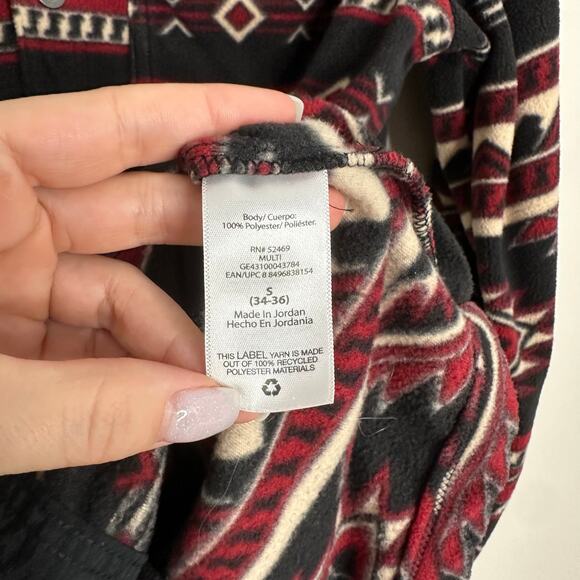 Body/ Cuerpo:
100% Polyester/ Poliéster.
RN# 52469
MULTI
GE43100043784
EAN/UPC 8 8496838154
S
(34-36)
Made In Jordan
Hecho En Jordania
THIS LABEL YARN IS MADE
OUT OF 100% RECYCLED
POLYESTER MATERIALS